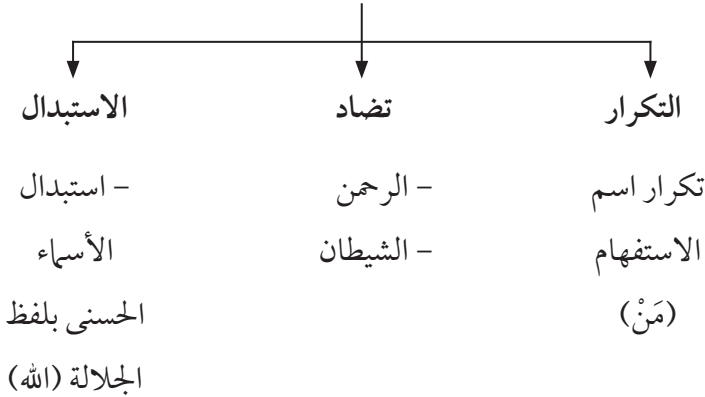 التكرار
تضاد
الاستبدال
تكرار اسم
الاستفهام
(مَنْ)
– الرحمن
– الشيطان
– استبدال
الأسماء
الحسنى بلفظ
الجلالة (الله)